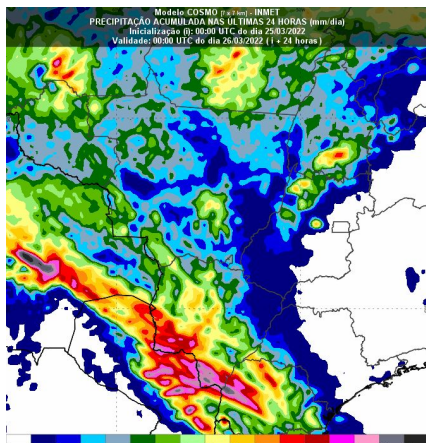 Modelo COSMO (7 x 7 km) - INMET
PRECIPITAÇÃO ACUMULADA NAS ULTIMAS 24 HORAS (mm/dia)
Inicialização (i): 00:00 UTC do dia 25/03/2022
Validade: 00:00 UTC do dia 26/03/2022 ( i + 24 horas )